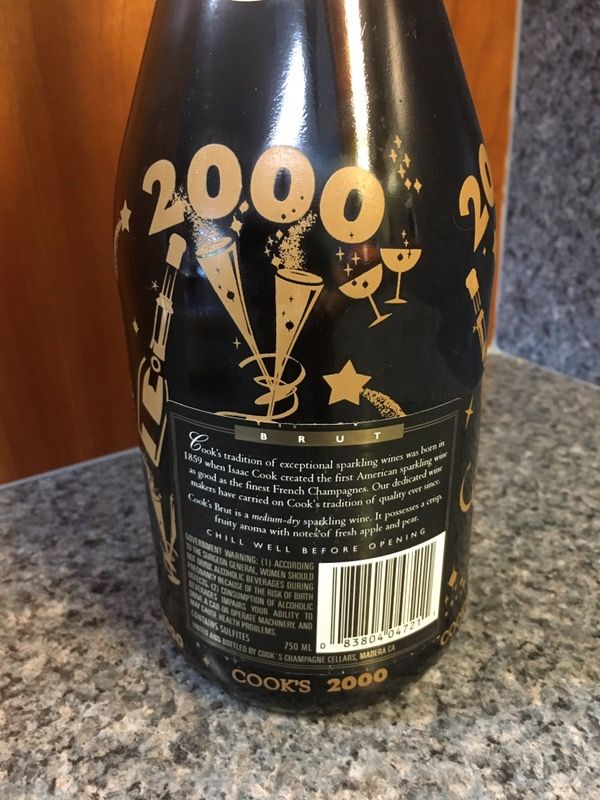 2000
20
BRUT
Cook's tradition of exceptional sparkling wines was born in
1859 when Isaac Cook created the first American sparkling wine
as good as the finest French Champagnes. Our dedicated wine
makers have carried on Cook's tradition of quality ever since.
Cook's Brut is a medium-dry sparkling wine. It possesses a crisp,
fruity aroma with notes of fresh apple and pear.
CHILL WELL BEFORE OPENING
GOVERNMENT WARNING: (1) ACCORDING
TO THE SURGEON GENERAL, WOMEN SHOULD
NOT DRINK ALCOHOLIC BEVERAGES DURING
PREGNANCY BECAUSE OF THE RISK OF BIRTH
DEFECTS. (2) CONSUMPTION OF ALCOHOLIC
BEVERAGES IMPAIRS YOUR ABILITY TO
DRIVE A CAR OR OPERATE MACHINERY, AND
MAY CAUSE HEALTH PROBLEMS.
CONTAINS SULFITES
750 ML
0 83804 04721 1
AND BOTTLED BY COOK'S CHAMPAGNE CELLARS, MADERA CA
COOK'S 2000